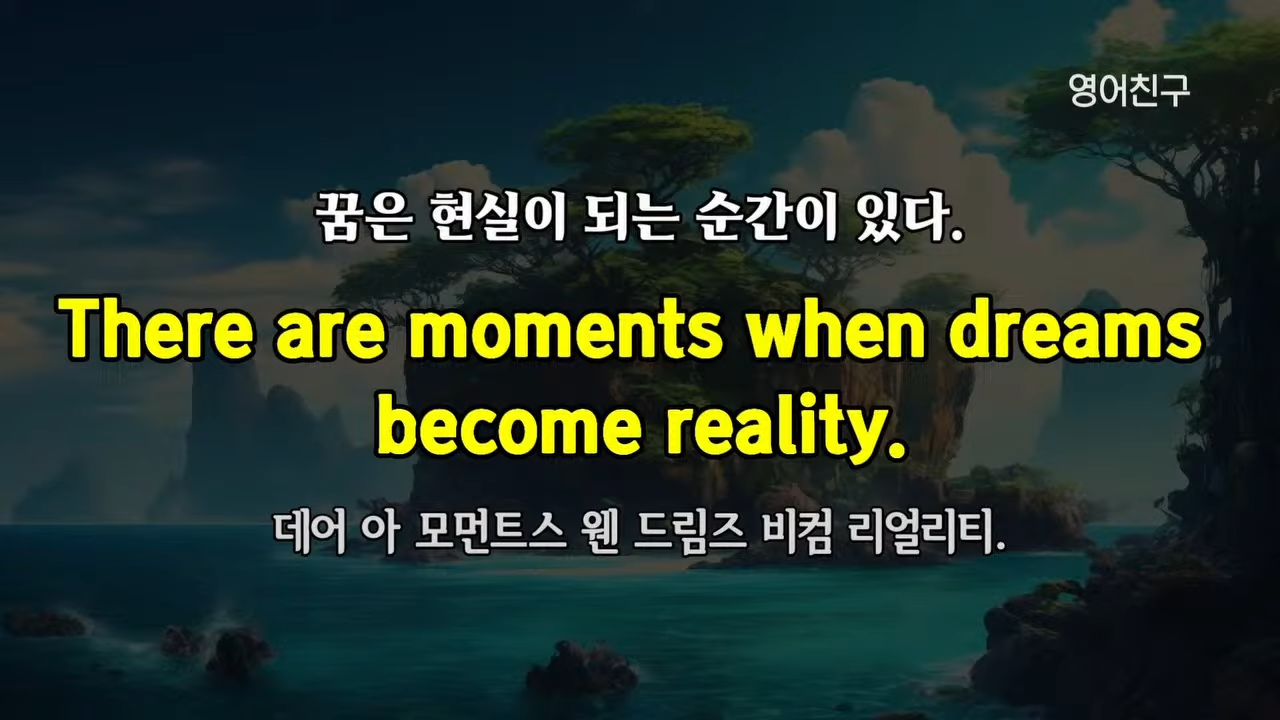 영어친구
꿈은 현실이 되는 순간이 있다.
There are moments when dreams
become reality.
데어 아 모먼트스 웬 드림즈 비컴 리얼리티.